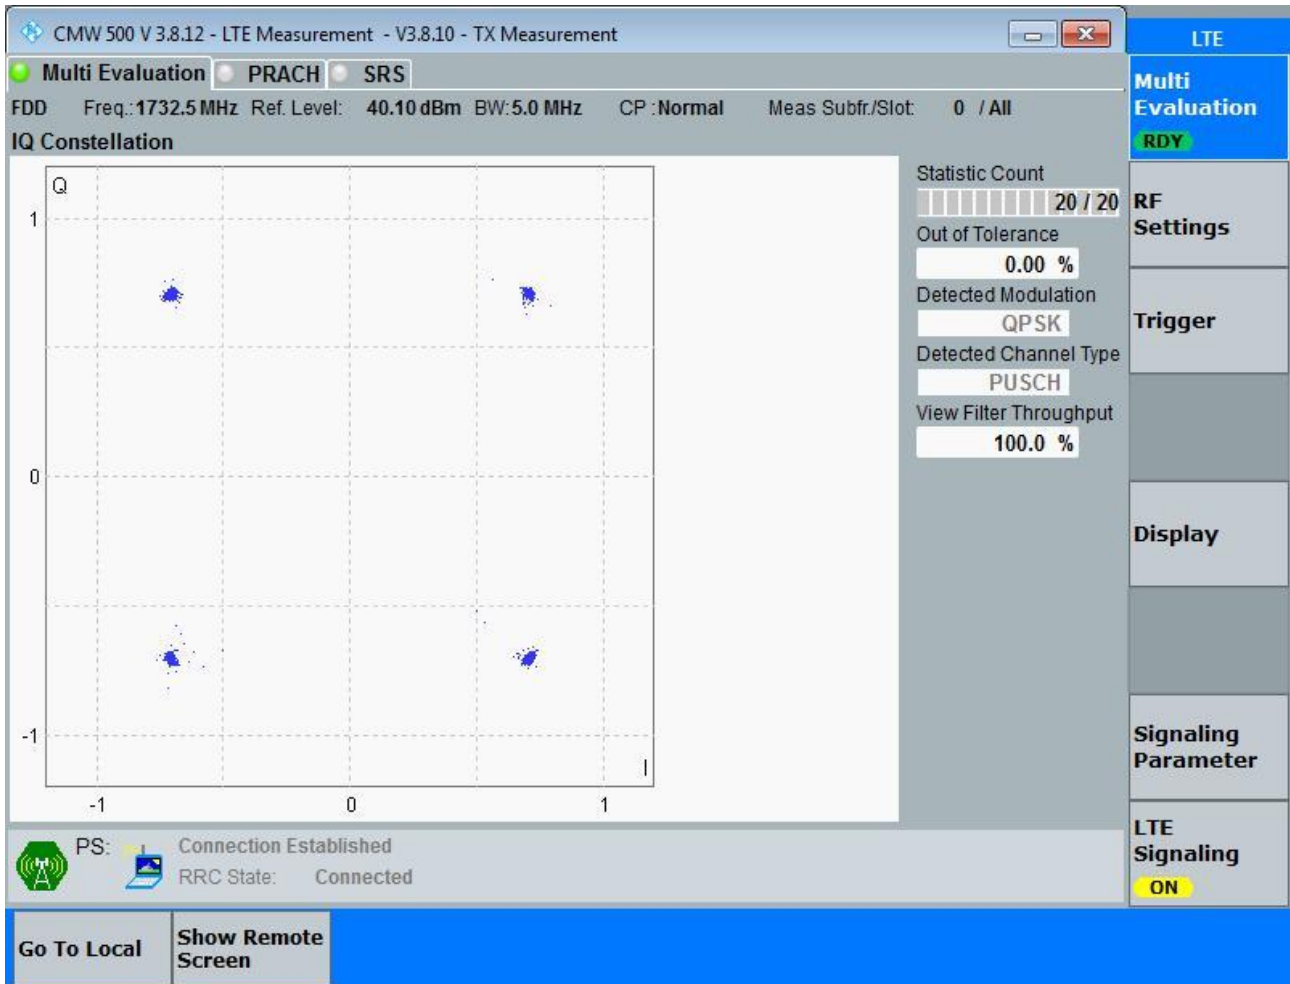 CMW 500 V 3.8.12 - LTE Measurement - V3.8.10 - TX Measurement
LTE
Multi Evaluation PRACH SRS
FDD Freq.:1732.5 MHz Ref. Level: 40.10 dBm BW:5.0 MHz CP :Normal Meas Subfr./Slot: 0 / All
IQ Constellation
Q
1
0
-1
I
-1 0 1
Statistic Count
20 / 20
Out of Tolerance
0.00 %
Detected Modulation
QPSK
Detected Channel Type
PUSCH
View Filter Throughput
100.0 %
Multi
Evaluation
RDY
RF
Settings
Trigger
Display
Signaling
Parameter
LTE
Signaling
ON
PS: Connection Established
RRC State: Connected
Go To Local
Show Remote
Screen